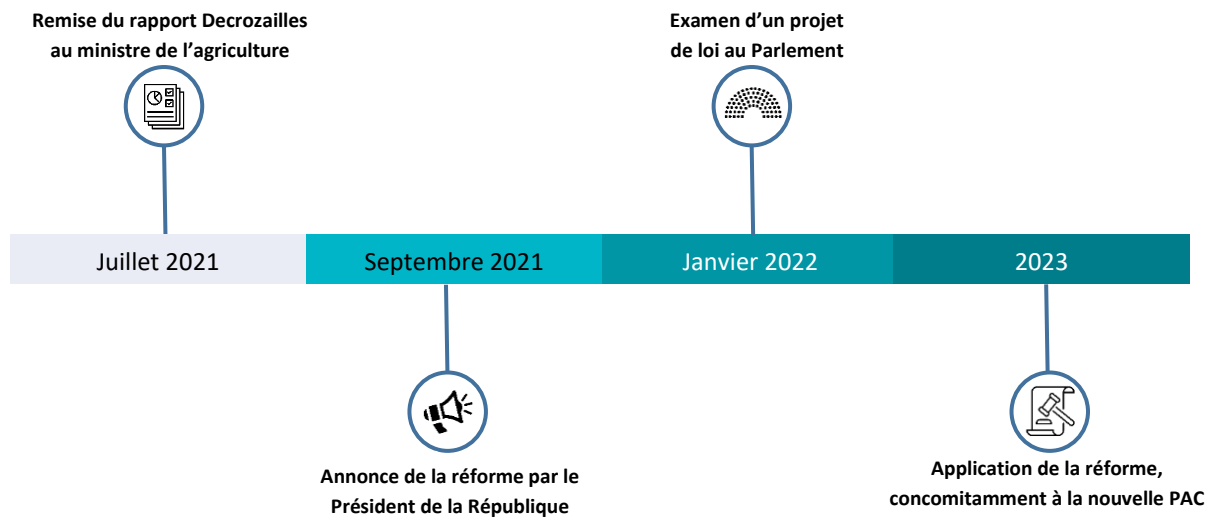 Remise du rapport Decrozailles
au ministre de l’agriculture
Examen d’un projet
de loi au Parlement
Juillet 2021
Septembre 2021
Janvier 2022
2023
Annonce de la réforme par le
Président de la République
Application de la réforme,
concomitamment à la nouvelle PAC